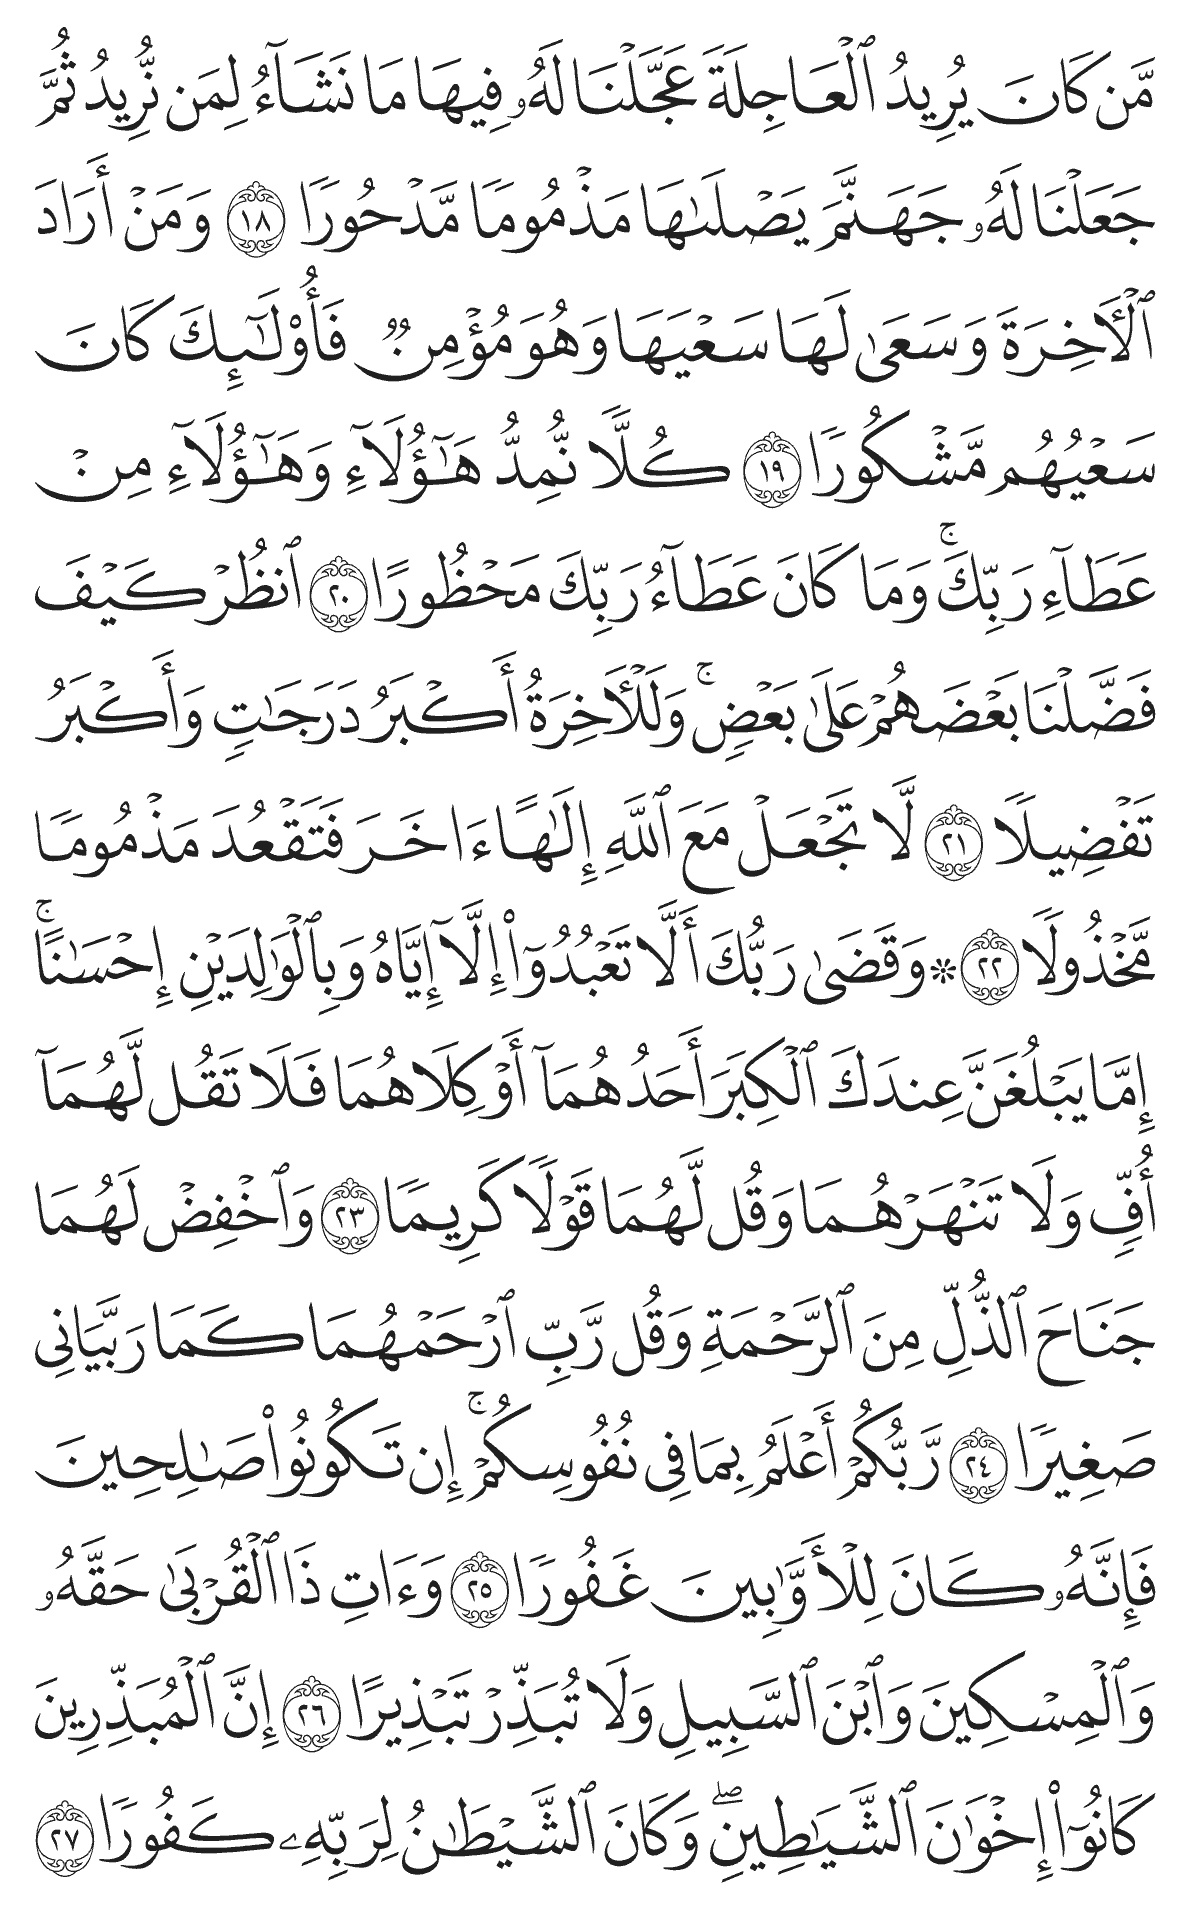 مَّن كَانَ يُرِيدُ ٱلْعَاجِلَةَ عَجَّلْنَا لَهُۥ فِيهَا مَا نَشَآءُ لِمَن نُّرِيدُ ثُمَّ
جَعَلْنَا لَهُۥ جَهَنَّمَ يَصْلَىٰهَا مَذْمُومًا مَّدْحُورًا ١٨ وَمَنْ أَرَادَ
ٱلْـَٔاخِرَةَ وَسَعَىٰ لَهَا سَعْيَهَا وَهُوَ مُؤْمِنٌ فَأُو۟لَـٰٓئِكَ كَانَ
سَعْيُهُم مَّشْكُورًا ١٩ كُلًّا نُّمِدُّ هَـٰٓؤُلَآءِ وَهَـٰٓؤُلَآءِ مِنْ
عَطَآءِ رَبِّكَ ۚ وَمَا كَانَ عَطَآءُ رَبِّكَ مَحْظُورًا ٢٠ ٱنظُرْ كَيْفَ
فَضَّلْنَا بَعْضَهُمْ عَلَىٰ بَعْضٍ ۚ وَلَلْـَٔاخِرَةُ أَكْبَرُ دَرَجَـٰتٍ وَأَكْبَرُ
تَفْضِيلًا ٢١ لَّا تَجْعَلْ مَعَ ٱللَّهِ إِلَـٰهًا ءَاخَرَ فَتَقْعُدَ مَذْمُومًا
مَّخْذُولًا ٢٢ ۞ وَقَضَىٰ رَبُّكَ أَلَّا تَعْبُدُوٓا۟ إِلَّآ إِيَّاهُ وَبِٱلْوَٰلِدَيْنِ إِحْسَـٰنًا ۚ
إِمَّا يَبْلُغَنَّ عِندَكَ ٱلْكِبَرَ أَحَدُهُمَآ أَوْ كِلَاهُمَا فَلَا تَقُل لَّهُمَآ
أُفٍّ وَلَا تَنْهَرْهُمَا وَقُل لَّهُمَا قَوْلًا كَرِيمًا ٢٣ وَٱخْفِضْ لَهُمَا
جَنَاحَ ٱلذُّلِّ مِنَ ٱلرَّحْمَةِ وَقُل رَّبِّ ٱرْحَمْهُمَا كَمَا رَبَّيَانِى
صَغِيرًا ٢٤ رَّبُّكُمْ أَعْلَمُ بِمَا فِى نُفُوسِكُمْ ۚ إِن تَكُونُوا۟ صَـٰلِحِينَ
فَإِنَّهُۥ كَانَ لِلْأَوَّٰبِينَ غَفُورًا ٢٥ وَءَاتِ ذَا ٱلْقُرْبَىٰ حَقَّهُۥ
وَٱلْمِسْكِينَ وَٱبْنَ ٱلسَّبِيلِ وَلَا تُبَذِّرْ تَبْذِيرًا ٢٦ إِنَّ ٱلْمُبَذِّرِينَ
كَانُوٓا۟ إِخْوَٰنَ ٱلشَّيَـٰطِينِ ۖ وَكَانَ ٱلشَّيْطَـٰنُ لِرَبِّهِۦ كَفُورًا ٢٧